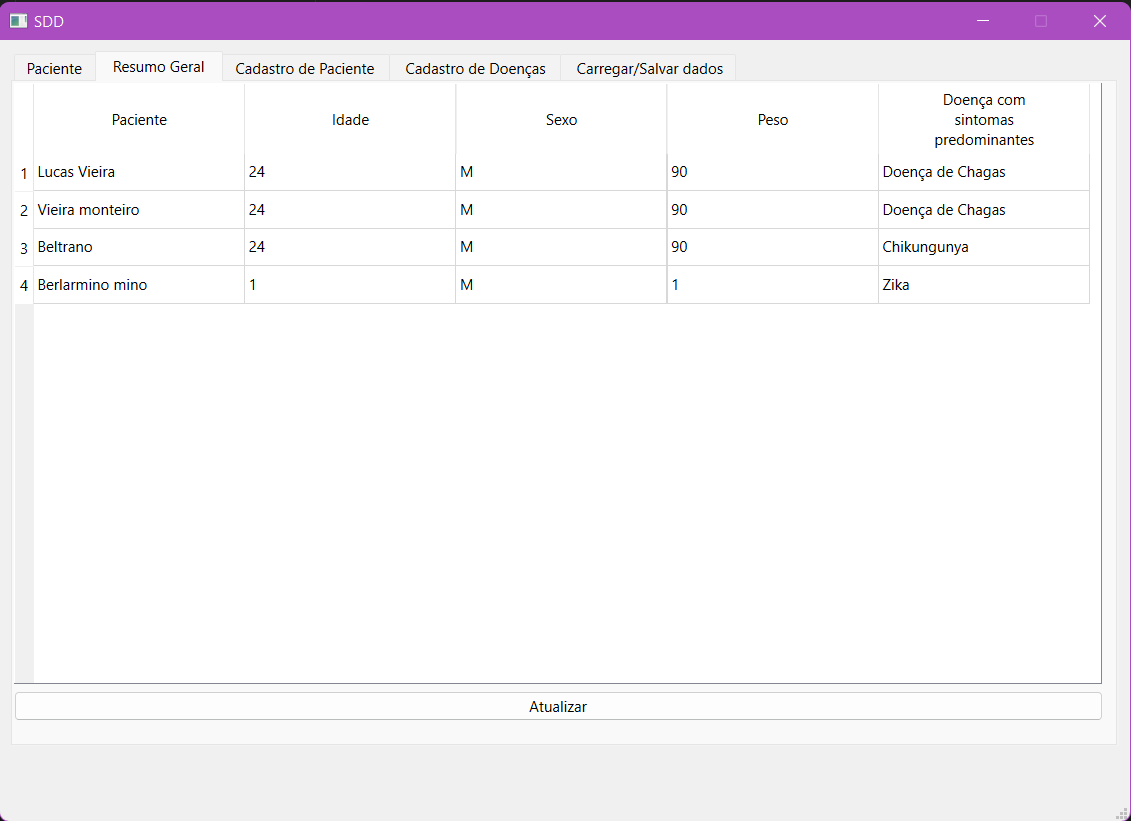 SDD
Paciente Resumo Geral Cadastro de Paciente Cadastro de Doenças Carregar/Salvar dados
Paciente Idade Sexo Peso Doença com
sintomas
predominantes
1 Lucas Vieira 24 M 90 Doença de Chagas
2 Vieira monteiro 24 M 90 Doença de Chagas
3 Beltrano 24 M 90 Chikungunya
4 Berlarmino mino 1 M 1 Zika
Atualizar